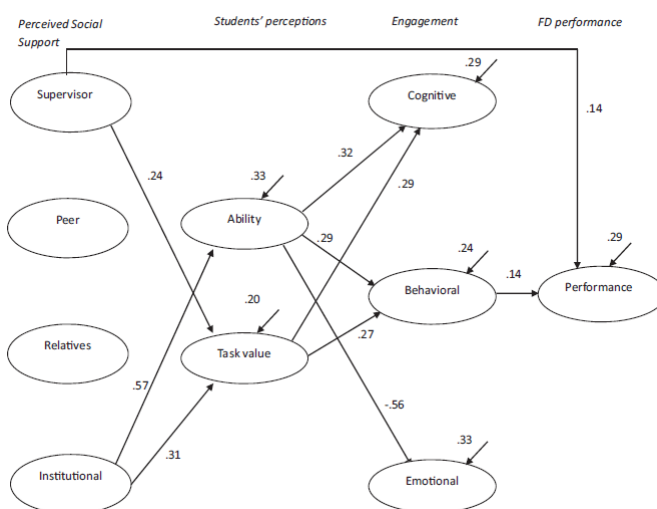 Perceived Social
Support
Students' perceptions
Engagement
FD performance
.29
Supervisor
Cognitive
.14
.32
.24
.33
.29
Peer
Ability
.29
.24
.29
Behavioral
.14
Performance
.20
.27
Relatives
Task value
.57
-.56
.31
.33
Institutional
Emotional